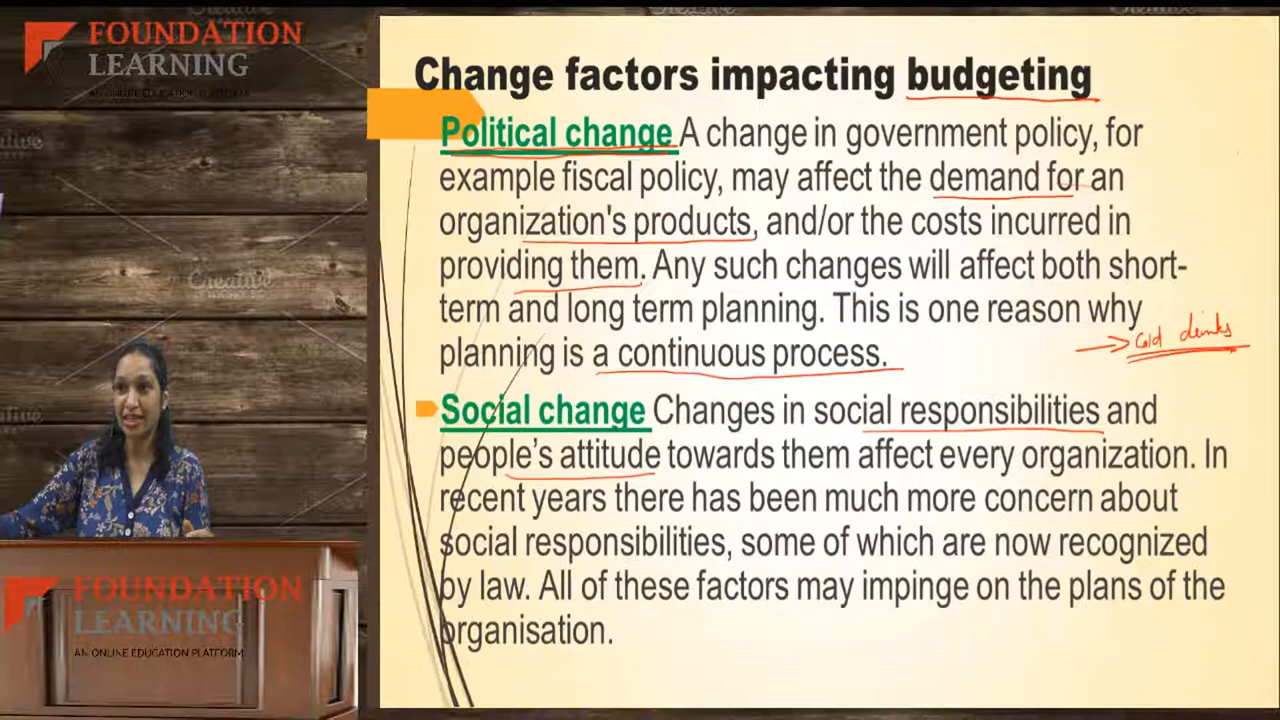 FOUNDATION
LEARNING
AN ONLINE EDUCATION PLATFORM
Change factors impacting budgeting
Political change A change in government policy, for
example fiscal policy, may affect the demand for an
organization's products, and/or the costs incurred in
providing them. Any such changes will affect both short-
term and long term planning. This is one reason why
planning is a continuous process.
cold drinks
Social change Changes in social responsibilities and
people's attitude towards them affect every organization. In
recent years there has been much more concern about
social responsibilities, some of which are now recognized
by law. All of these factors may impinge on the plans of the
organisation.
Creative
FOUNDATION
LEARNING
AN ONLINE EDUCATION PLATFORM